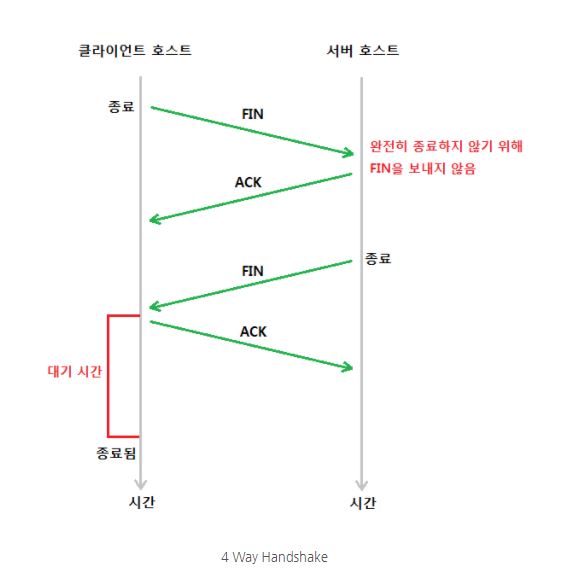 클라이언트 호스트
서버 호스트
종료
FIN
완전히 종료하지 않기 위해
FIN을 보내지 않음
ACK
종료
FIN
ACK
대기 시간
종료됨
시간
시간
4 Way Handshake